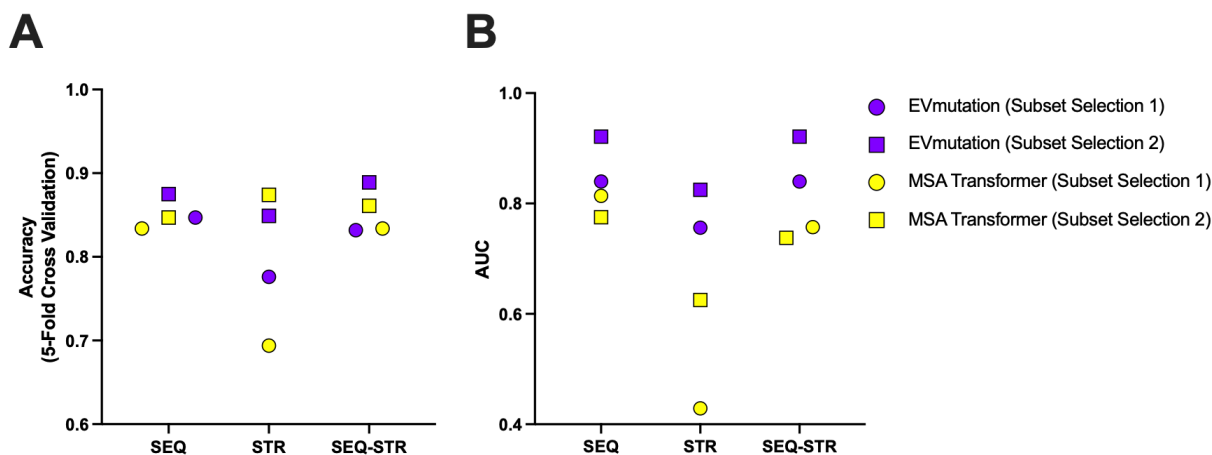 A
B
Accuracy
(5-Fold Cross Validation)
1.0
0.9
0.8
0.7
0.6
SEQ
STR
SEQ-STR
AUC
1.0
0.8
0.6
0.4
SEQ
STR
SEQ-STR
EVmutation (Subset Selection 1)
EVmutation (Subset Selection 2)
MSA Transformer (Subset Selection 1)
MSA Transformer (Subset Selection 2)